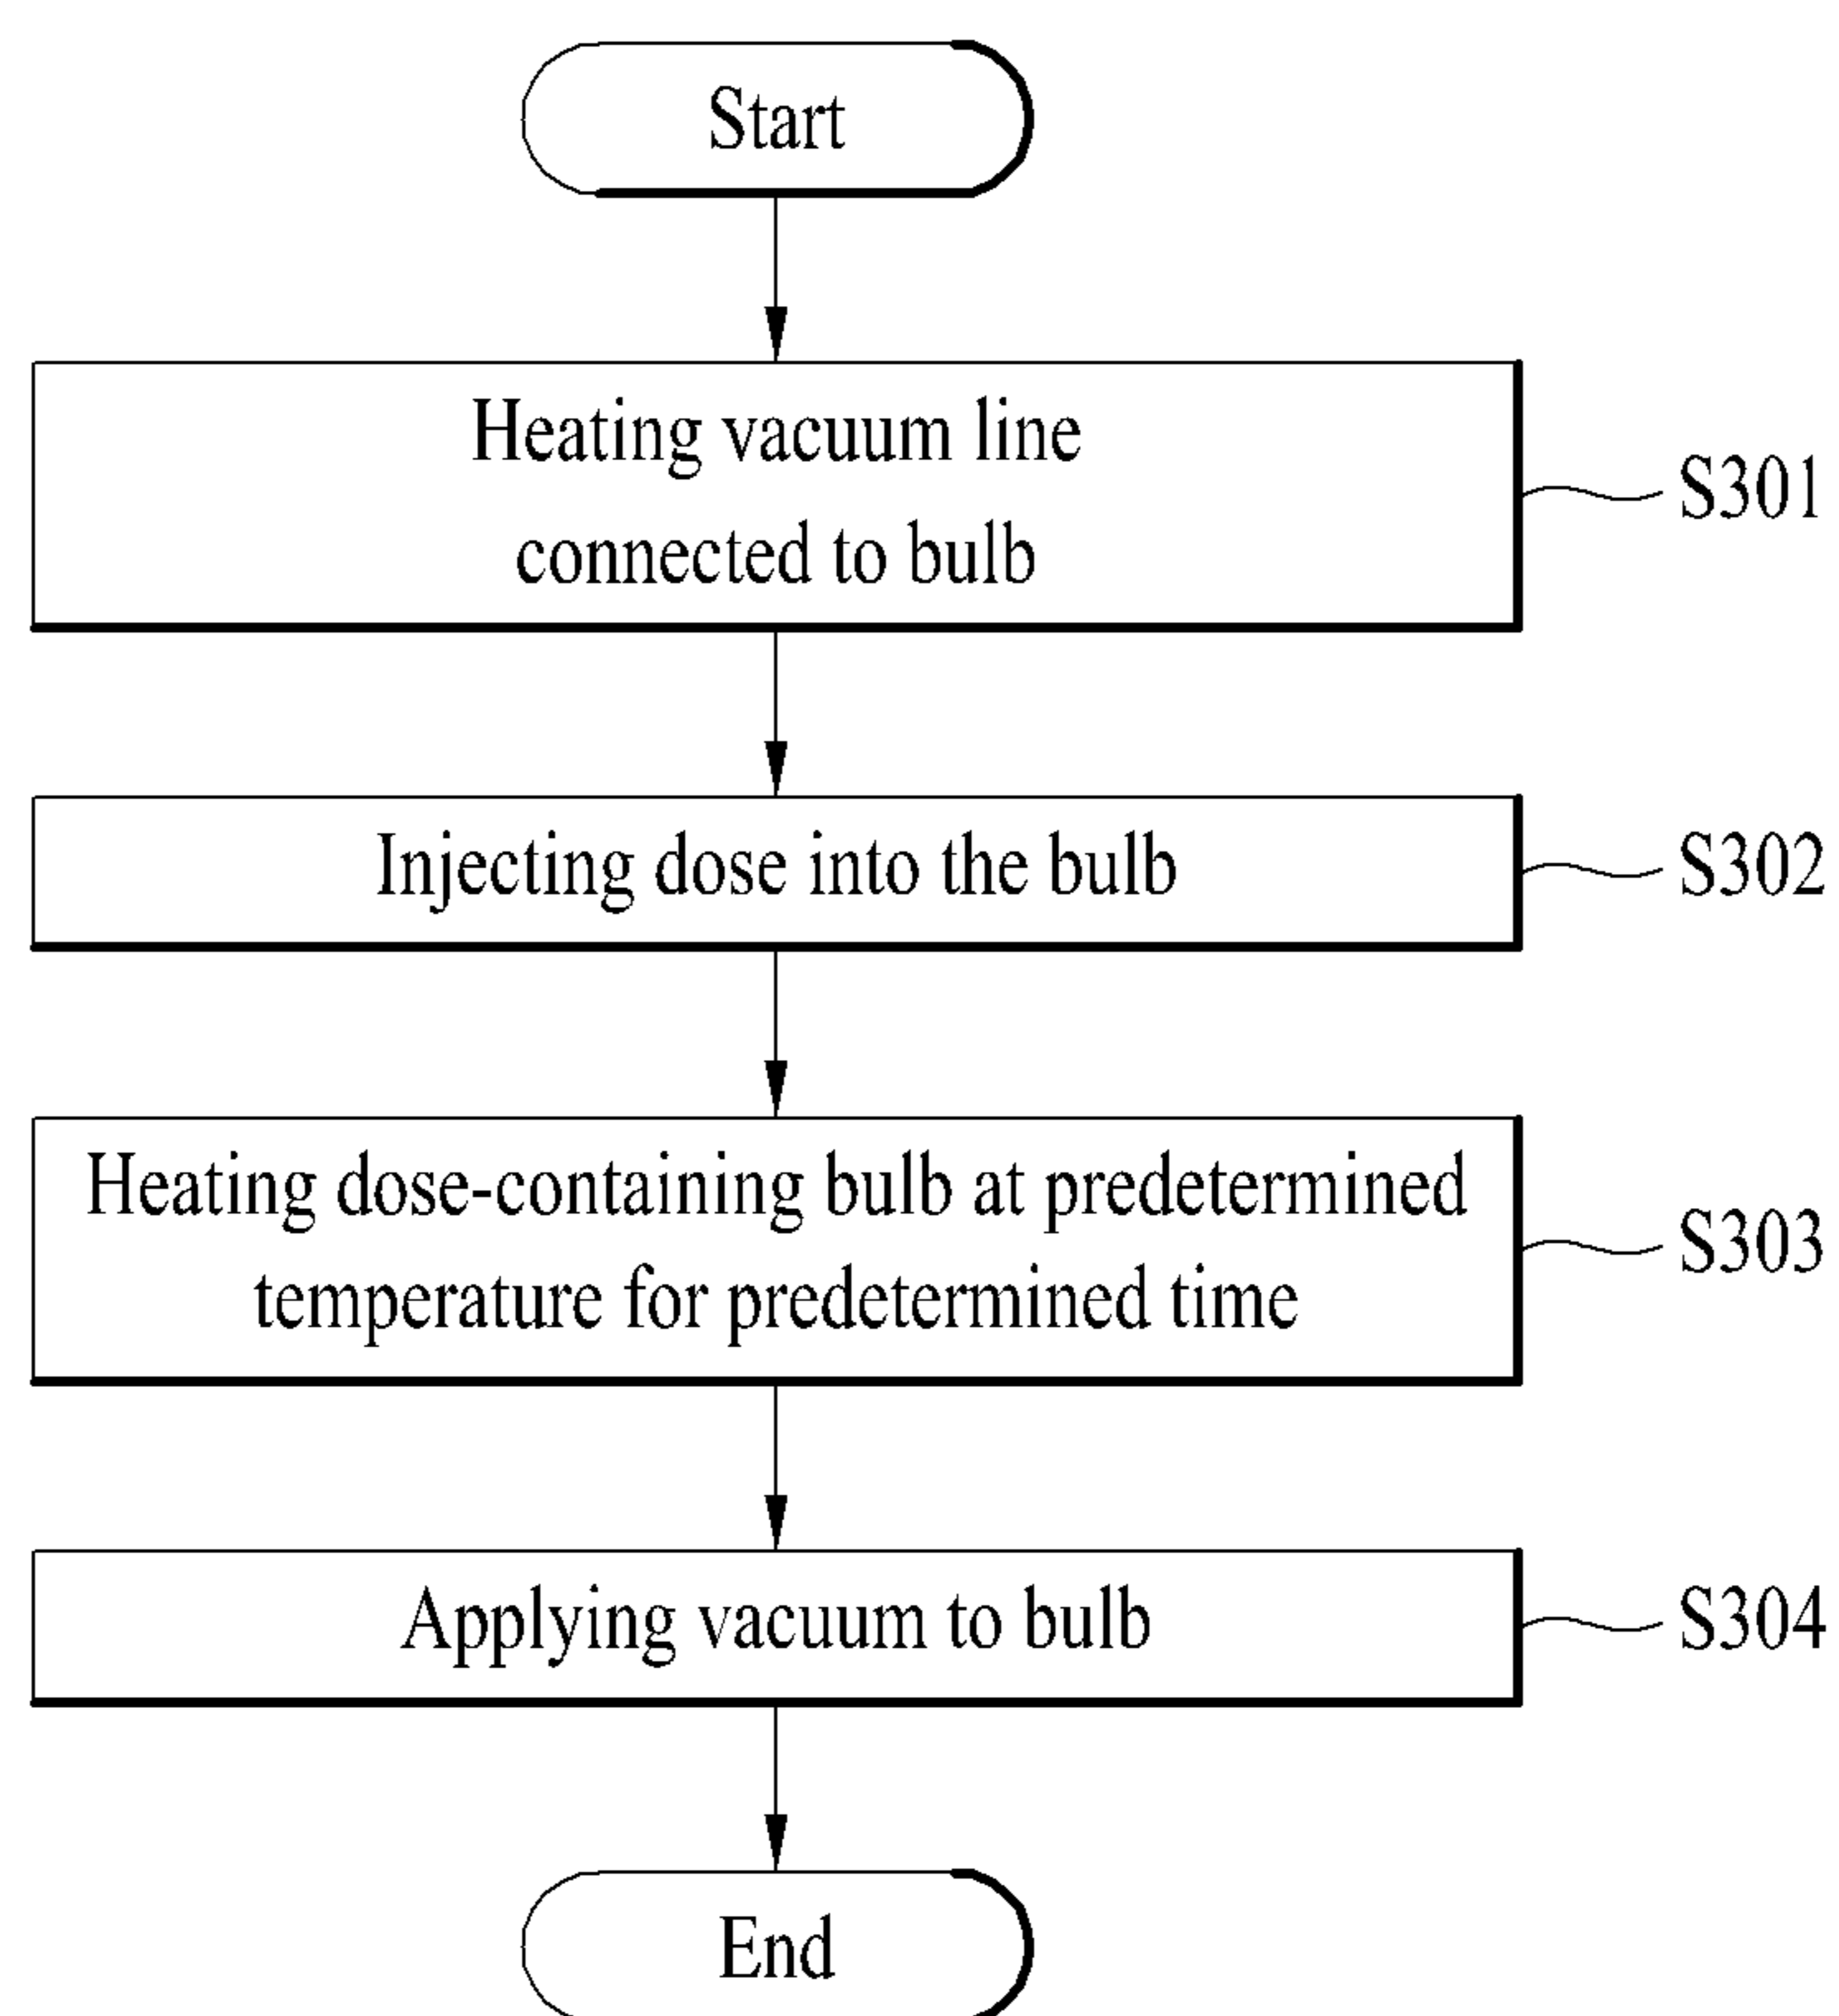 Start
Heating vacuum line
connected to bulb
S301
Injecting dose into the bulb
S302
Heating dose-containing bulb at predetermined
temperature for predetermined time
S303
Applying vacuum to bulb
S304
End